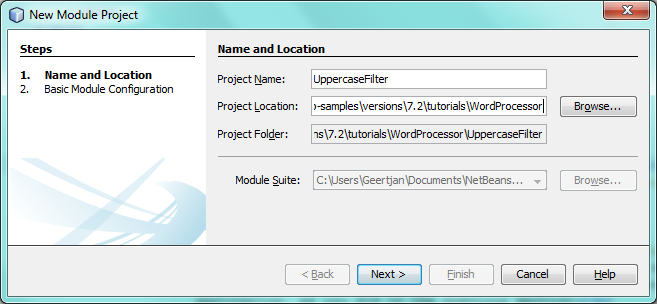 New Module Project
Steps
1. Name and Location
2. Basic Module Configuration
Name and Location
Project Name: UppercaseFilter
Project Location: o-samples\versions\7.2\tutorials\WordProcessor Browse...
Project Folder: ns\7.2\tutorials\WordProcessor\UppercaseFilter
Module Suite: C:\Users\Geertjan\Documents\NetBeans... Browse...
< Back Next > Finish Cancel Help